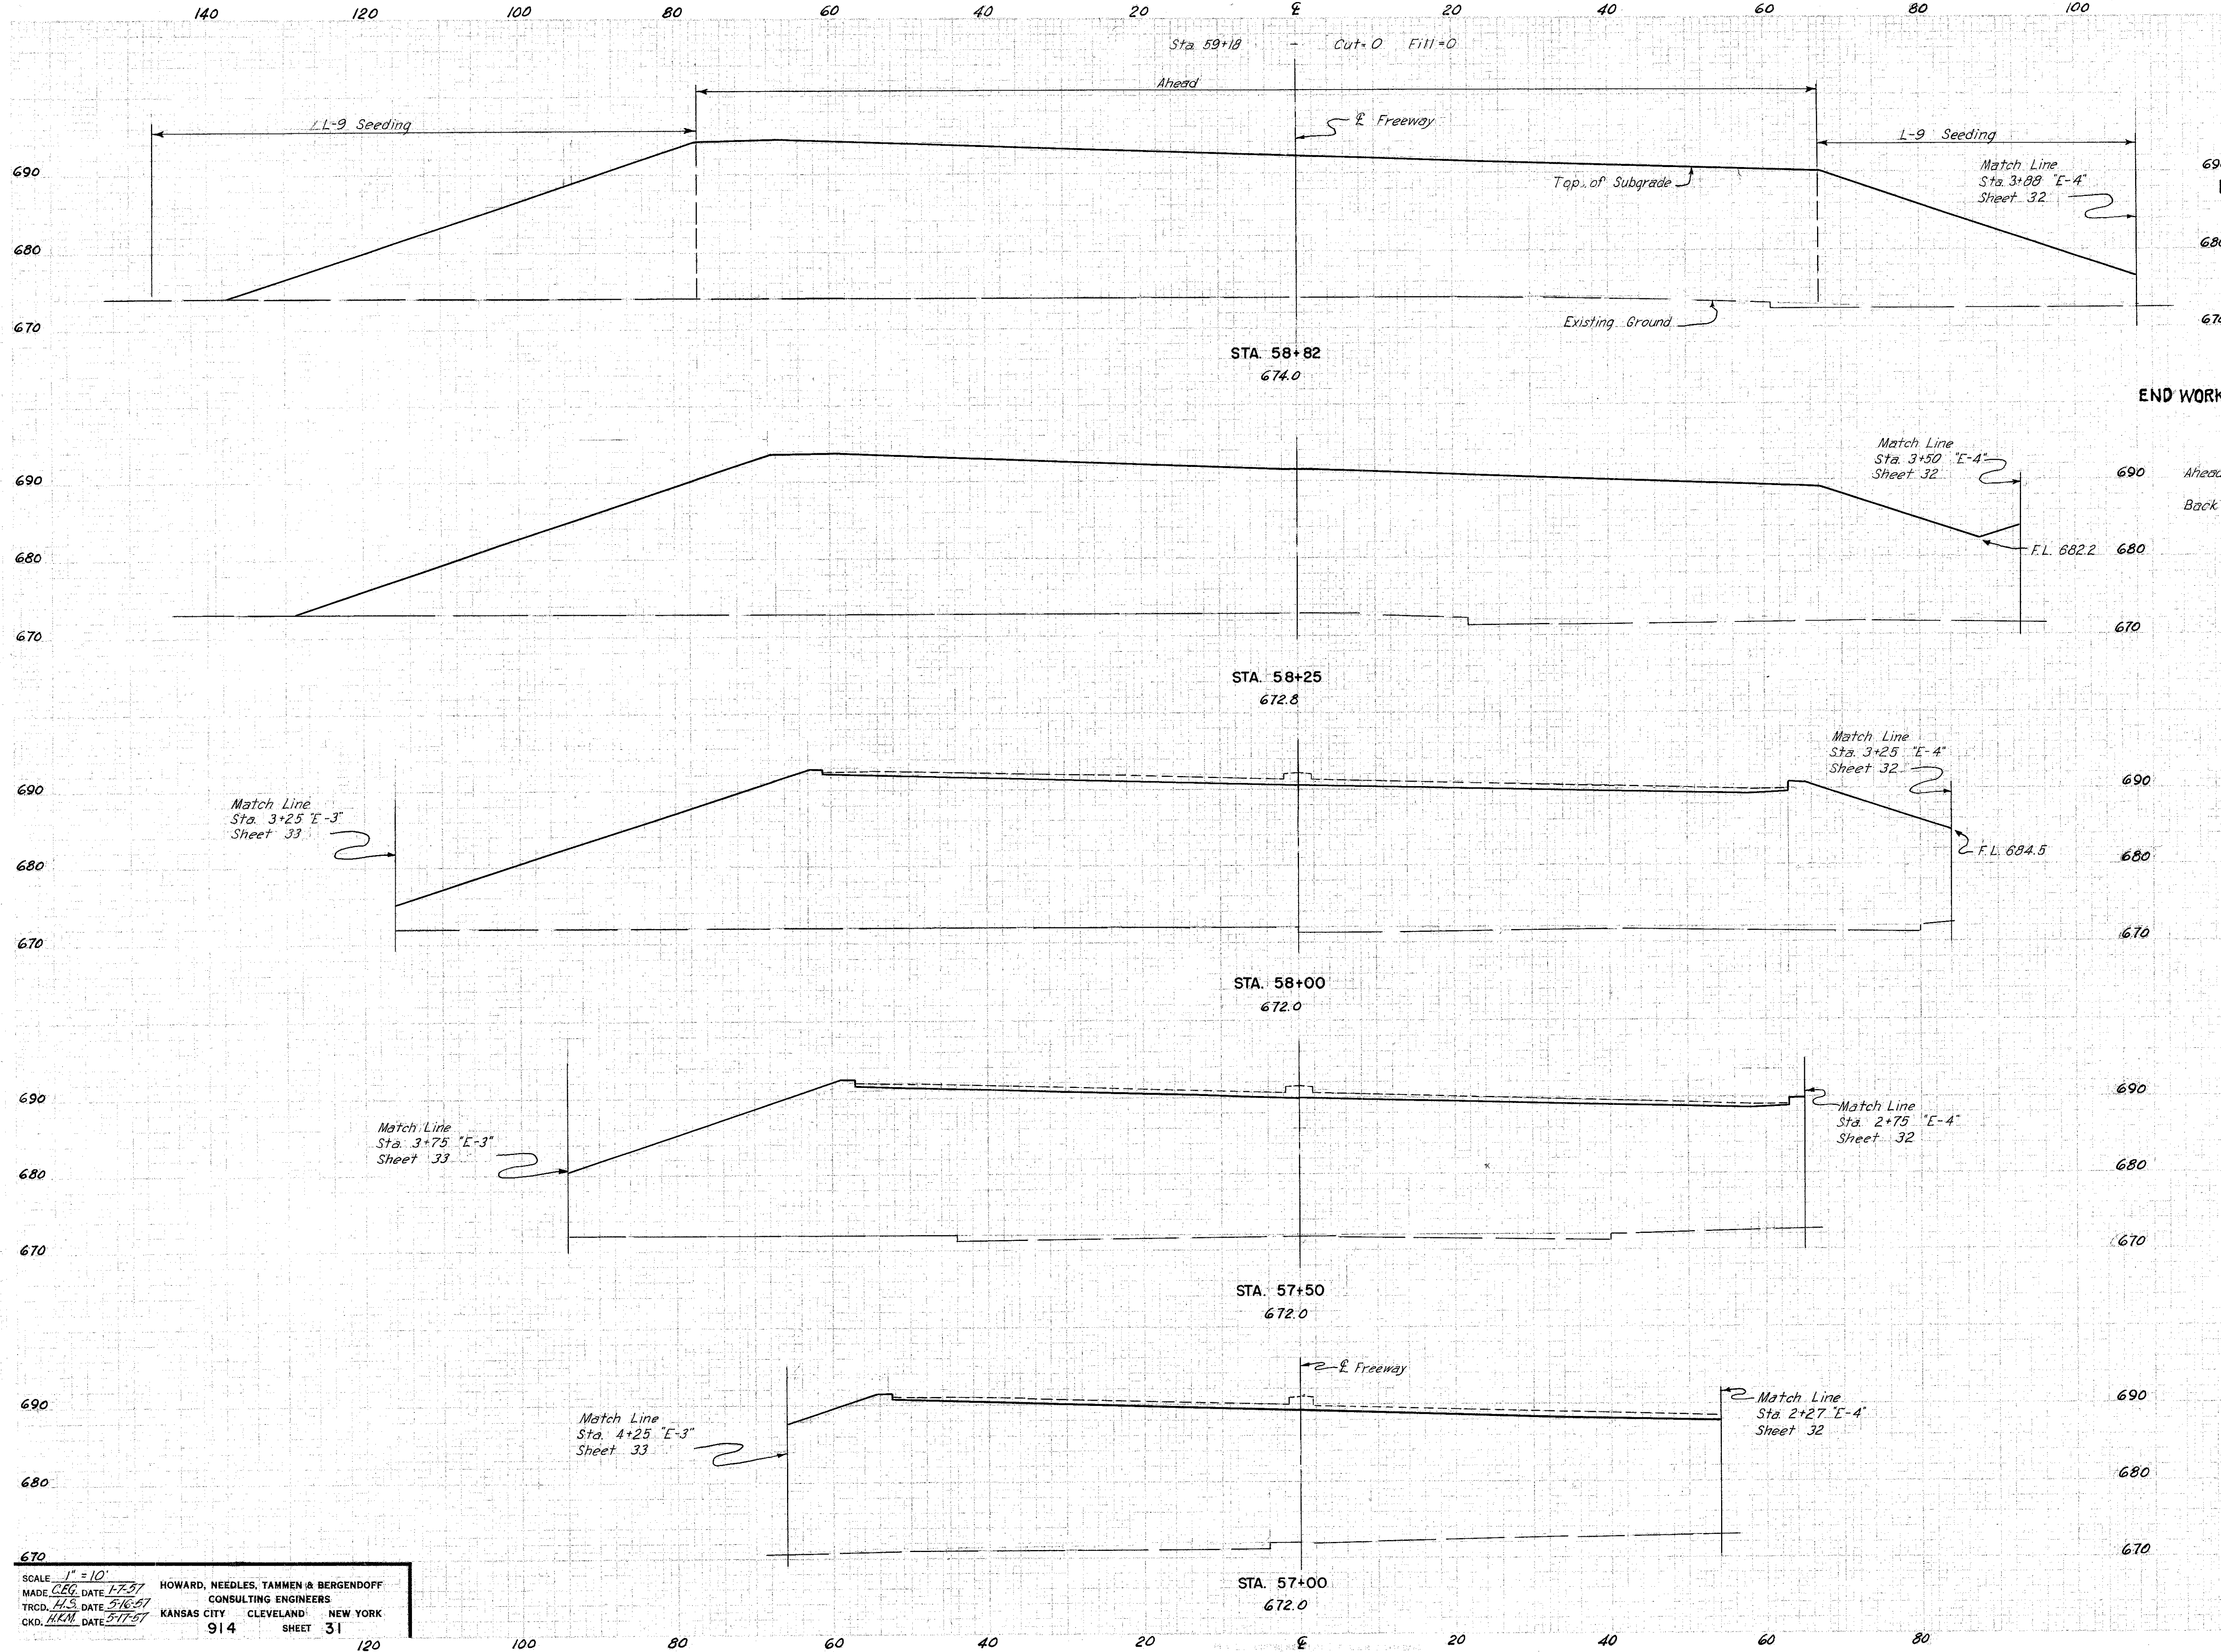 140 120 100 80 60 40 20 ℄ 20 40 60 80 100
Sta. 59+18 - Cut=0 Fill=0
Ahead
L-9 Seeding
℄ Freeway
L-9 Seeding
Match Line
Sta. 3+88 "E-4"
Sheet 32
690
Top of Subgrade
680
670
Existing Ground
STA. 58+82
674.0
END WORK
Match Line
Sta. 3+50 "E-4"
Sheet 32
690 690 Ahead
Back
680 F.L. 682.2 680
670 670
STA. 58+25
672.8
Match Line
Sta. 3+25 "E-4"
Sheet 32
690 690
Match Line
Sta. 3+25 "E-3"
Sheet 33
F.L. 684.5
680 680
670 670
STA. 58+00
672.0
690 690
Match Line
Sta. 2+75 "E-4"
Sheet 32
Match Line
Sta. 3+75 "E-3"
Sheet 33
680 680
670 670
STA. 57+50
672.0
℄ Freeway
690 690
Match Line
Sta. 2+27 "E-4"
Sheet 32
Match Line
Sta. 4+25 "E-3"
Sheet 33
680 680
670 670
STA. 57+00
672.0
SCALE 1" = 10'
MADE C.E.G. DATE 1-7-57
TRCD. H.S. DATE 5-16-57
CKD. H.K.M. DATE 5-17-57
HOWARD, NEEDLES, TAMMEN & BERGENDOFF
CONSULTING ENGINEERS
KANSAS CITY CLEVELAND NEW YORK
914 SHEET 31
120 100 80 60 40 20 ℄ 20 40 60 80